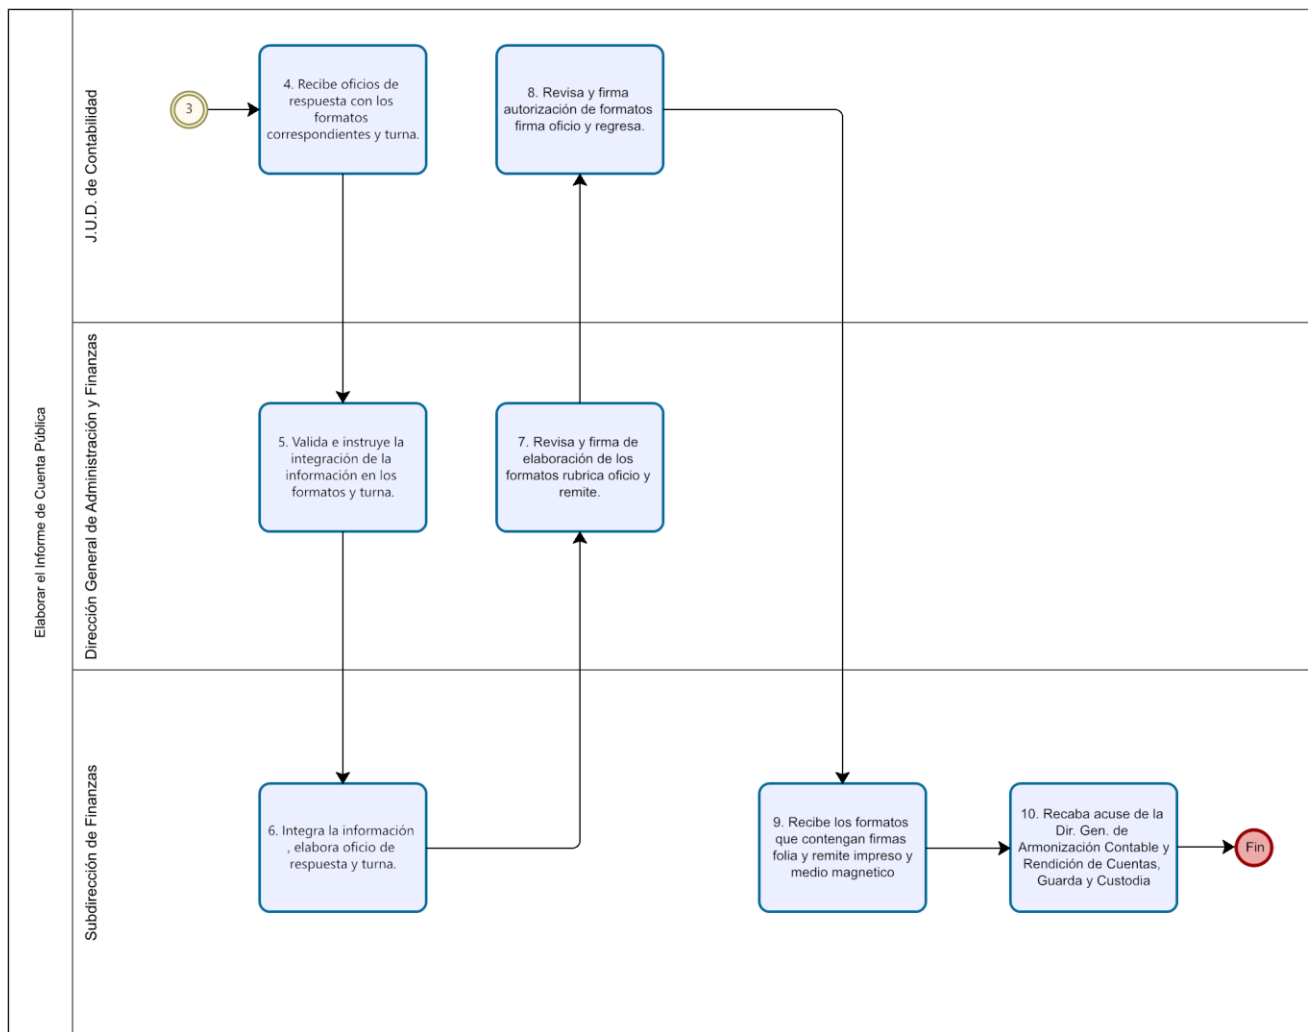 Elaborar el Informe de Cuenta Pública
J.U.D. de Contabilidad
3
4. Recibe oficios de
respuesta con los
formatos
correspondientes y turna.
8. Revisa y firma
autorización de formatos
firma oficio y regresa.
Dirección General de Administración y Finanzas
5. Valida e instruye la
integración de la
información en los
formatos y turna.
7. Revisa y firma de
elaboración de los
formatos rubrica oficio y
remite.
Subdirección de Finanzas
6. Integra la información
, elabora oficio de
respuesta y turna.
9. Recibe los formatos
que contengan firmas
folia y remite impreso y
medio magnetico
10. Recaba acuse de la
Dir. Gen. de
Armonización Contable y
Rendición de Cuentas,
Guarda y Custodia
Fin